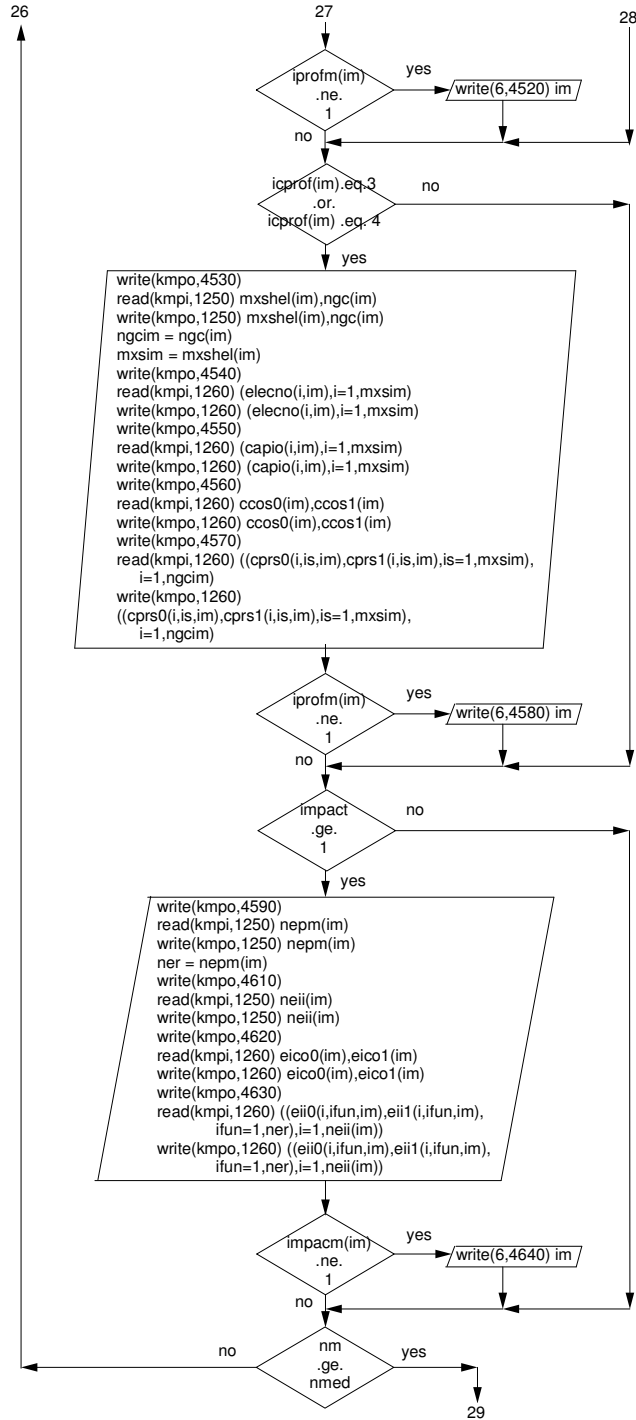 26
27
28
iprofm(im)
.ne.
1
yes
write(6,4520) im
no
icprof(im).eq.3
.or.
icprof(im) .eq. 4
no
yes
write(kmpo,4530)
read(kmpi,1250) mxshel(im),ngc(im)
write(kmpo,1250) mxshel(im),ngc(im)
ngcim = ngc(im)
mxsim = mxshel(im)
write(kmpo,4540)
read(kmpi,1260) (elecno(i,im),i=1,mxsim)
write(kmpo,1260) (elecno(i,im),i=1,mxsim)
write(kmpo,4550)
read(kmpi,1260) (capio(i,im),i=1,mxsim)
write(kmpo,1260) (capio(i,im),i=1,mxsim)
write(kmpo,4560)
read(kmpi,1260) ccos0(im),ccos1(im)
write(kmpo,1260) ccos0(im),ccos1(im)
write(kmpo,4570)
read(kmpi,1260) ((cprs0(i,is,im),cprs1(i,is,im),is=1,mxsim),
i=1,ngcim)
write(kmpo,1260)
((cprs0(i,is,im),cprs1(i,is,im),is=1,mxsim),
i=1,ngcim)
iprofm(im)
.ne.
1
yes
write(6,4580) im
no
impact
.ge.
1
no
yes
write(kmpo,4590)
read(kmpi,1250) nepm(im)
write(kmpo,1250) nepm(im)
ner = nepm(im)
write(kmpo,4610)
read(kmpi,1250) neii(im)
write(kmpo,1250) neii(im)
write(kmpo,4620)
read(kmpi,1260) eico0(im),eico1(im)
write(kmpo,1260) eico0(im),eico1(im)
write(kmpo,4630)
read(kmpi,1260) ((eii0(i,ifun,im),eii1(i,ifun,im),
ifun=1,ner),i=1,neii(im))
write(kmpo,1260) ((eii0(i,ifun,im),eii1(i,ifun,im),
ifun=1,ner),i=1,neii(im))
impacm(im)
.ne.
1
yes
write(6,4640) im
no
nm
.ge.
nmed
no
yes
29